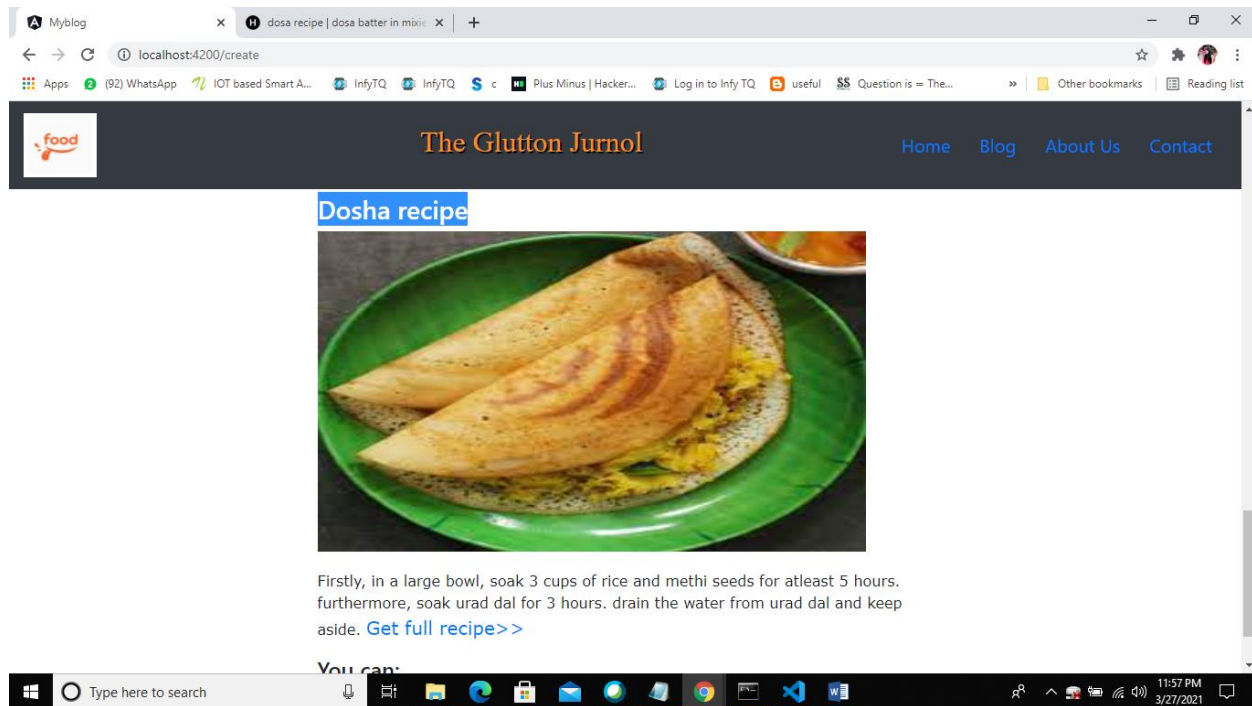 Myblog
dosa recipe | dosa batter in mixie
localhost:4200/create
Apps
(92) WhatsApp
IOT based Smart A...
InfyTQ
InfyTQ
c
Plus Minus | Hacker...
Log in to Infy TQ
useful
Question is = The...
»
Other bookmarks
Reading list
food
The Glutton Jurnol
Home Blog About Us Contact
Dosha recipe
Firstly, in a large bowl, soak 3 cups of rice and methi seeds for atleast 5 hours.
furthermore, soak urad dal for 3 hours. drain the water from urad dal and keep
aside. Get full recipe>>
You can:
Type here to search
11:57 PM
3/27/2021